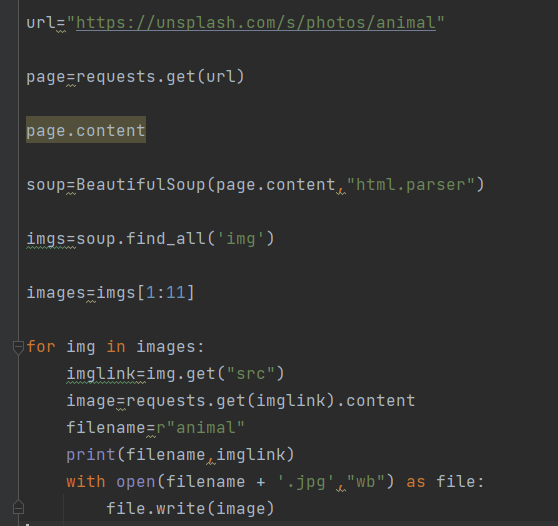 url="https://unsplash.com/s/photos/animal"
page=requests.get(url)
page.content
soup=BeautifulSoup(page.content,"html.parser")
imgs=soup.find_all('img')
images=imgs[1:11]
for img in images:
    imglink=img.get("src")
    image=requests.get(imglink).content
    filename=r"animal"
    print(filename,imglink)
    with open(filename + '.jpg',"wb") as file:
        file.write(image)